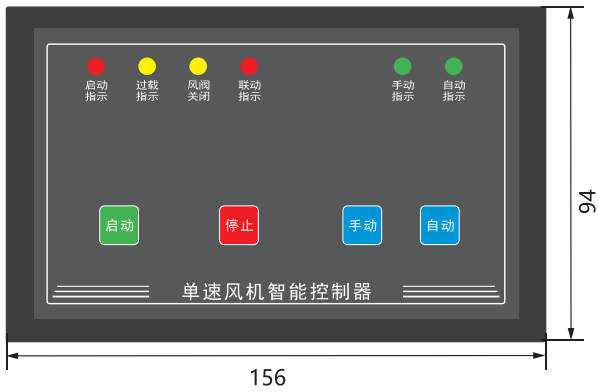 启动 过载 风阀 联动 手动 自动
指示 指示 关闭 指示 指示 指示
启动 停止 手动 自动
单速风机智能控制器
94
156